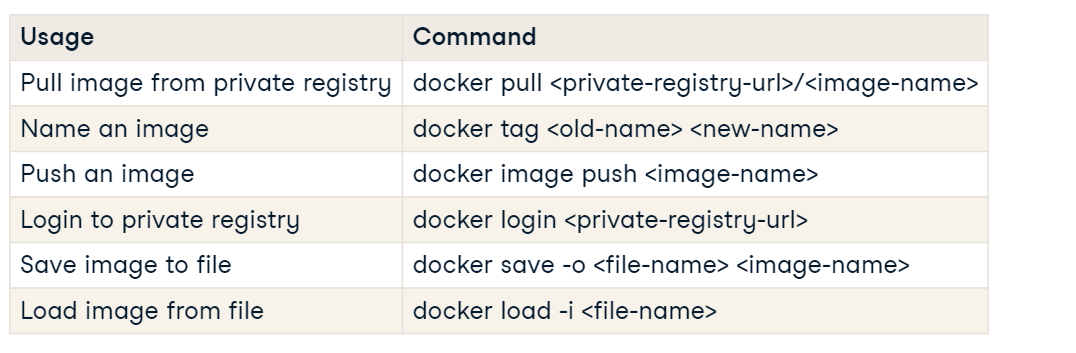 Usage Command
Pull image from private registry docker pull <private-registry-url>/<image-name>
Name an image docker tag <old-name> <new-name>
Push an image docker image push <image-name>
Login to private registry docker login <private-registry-url>
Save image to file docker save -o <file-name> <image-name>
Load image from file docker load -i <file-name>